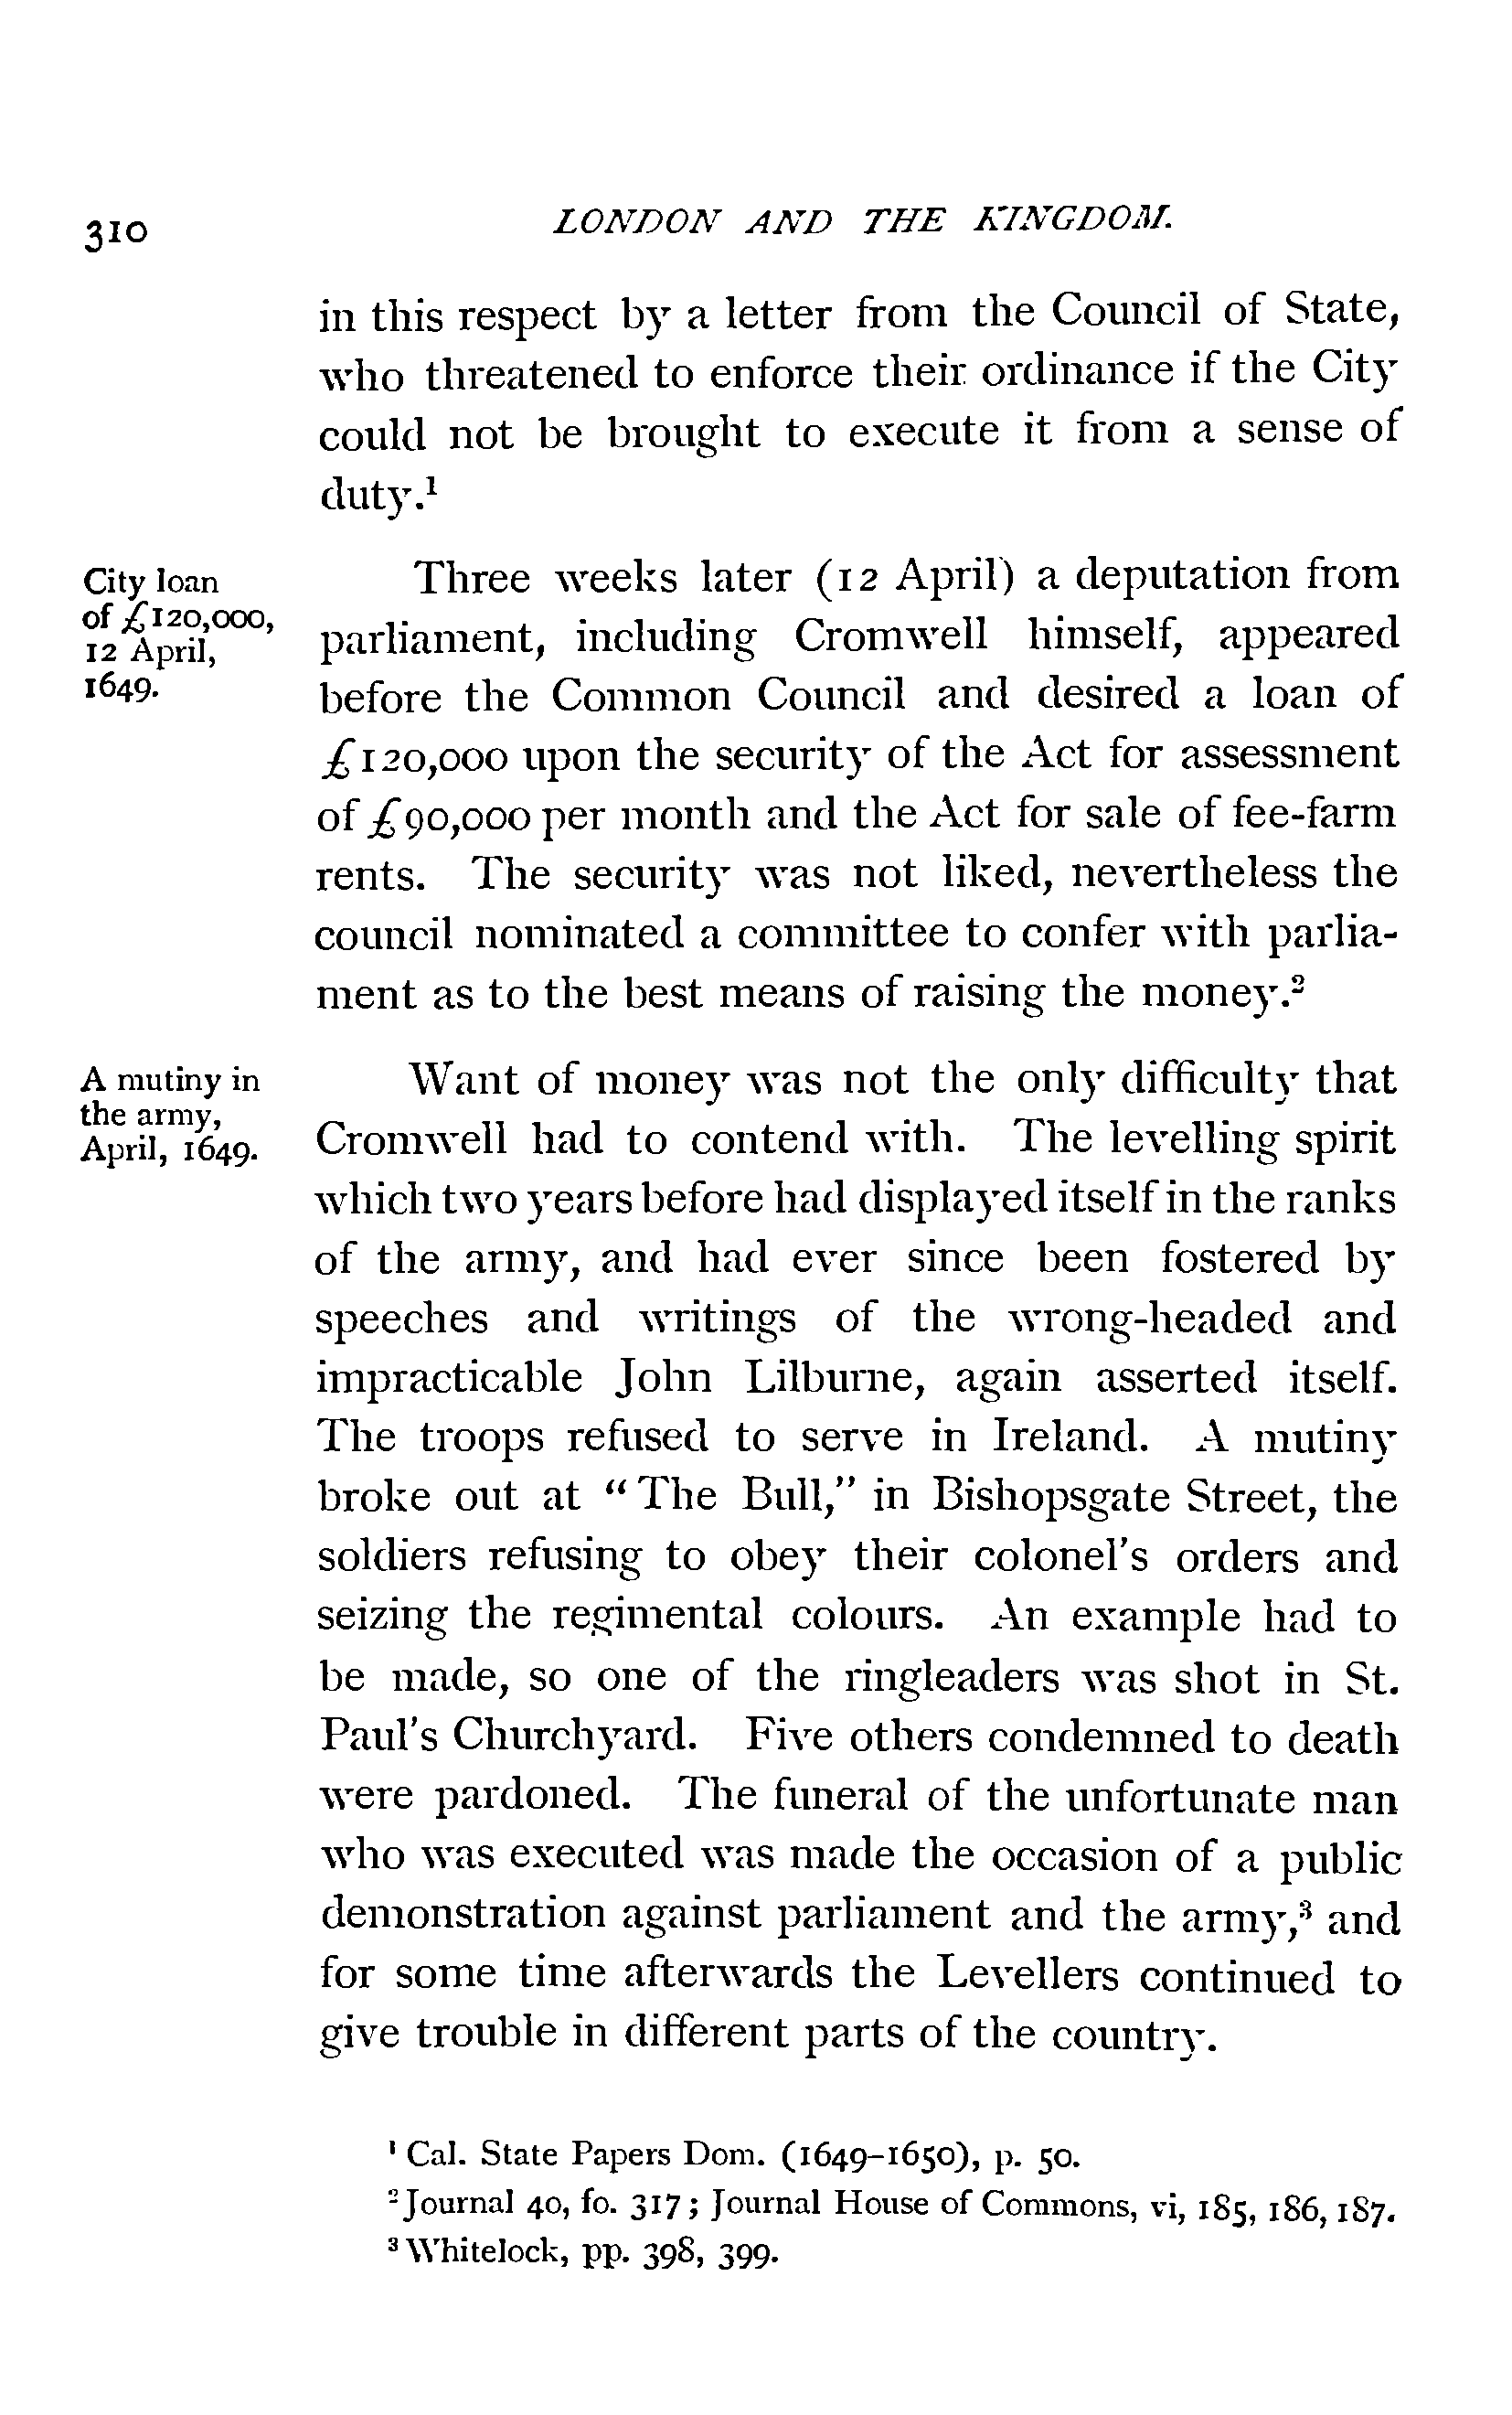 310
LONDON AND THE KINGDOM.
in this respect by a letter from the Council of State,
who threatened to enforce their ordinance if the City
could not be brought to execute it from a sense of
duty.¹
City loan
of £120,000,
12 April,
1649.
Three weeks later (12 April) a deputation from
parliament, including Cromwell himself, appeared
before the Common Council and desired a loan of
£120,000 upon the security of the Act for assessment
of £90,000 per month and the Act for sale of fee-farm
rents. The security was not liked, nevertheless the
council nominated a committee to confer with parlia-
ment as to the best means of raising the money.²
A mutiny in
the army,
April, 1649.
Want of money was not the only difficulty that
Cromwell had to contend with. The levelling spirit
which two years before had displayed itself in the ranks
of the army, and had ever since been fostered by
speeches and writings of the wrong-headed and
impracticable John Lilburne, again asserted itself.
The troops refused to serve in Ireland. A mutiny
broke out at "The Bull," in Bishopsgate Street, the
soldiers refusing to obey their colonel's orders and
seizing the regimental colours. An example had to
be made, so one of the ringleaders was shot in St.
Paul's Churchyard. Five others condemned to death
were pardoned. The funeral of the unfortunate man
who was executed was made the occasion of a public
demonstration against parliament and the army,³ and
for some time afterwards the Levellers continued to
give trouble in different parts of the country.
¹ Cal. State Papers Dom. (1649-1650), p. 50.
² Journal 40, fo. 317; Journal House of Commons, vi, 185, 186, 187.
³ Whitelock, pp. 398, 399.